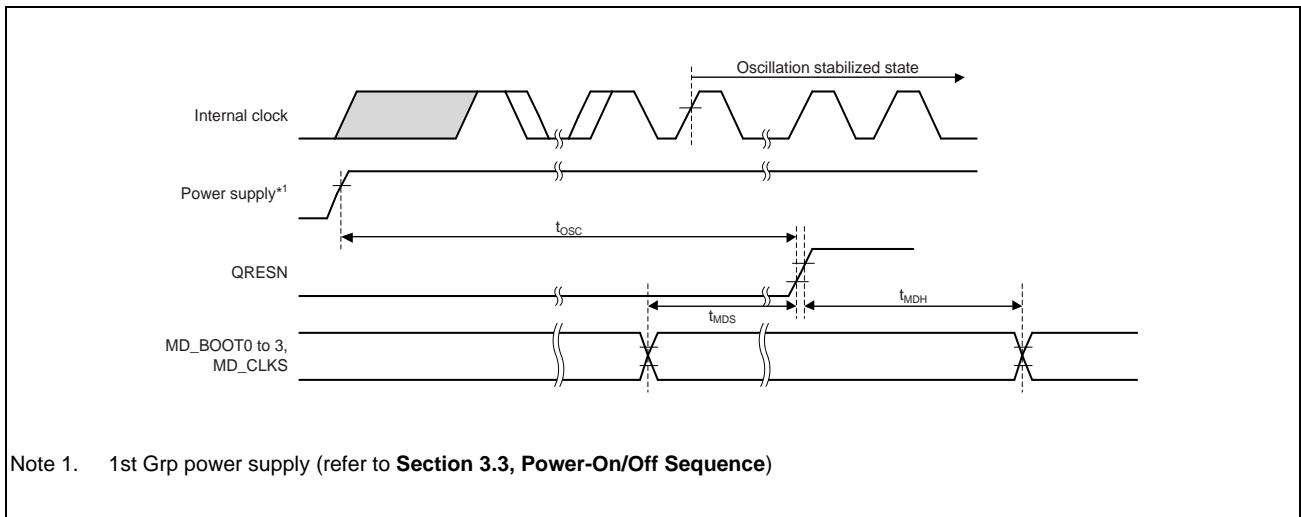 Oscillation stabilized state
Internal clock
Power supply*1
tOSC
QRESN
tMDH
tMDS
MD_BOOT0 to 3,
MD_CLKS
Note 1. 1st Grp power supply (refer to Section 3.3, Power-On/Off Sequence)